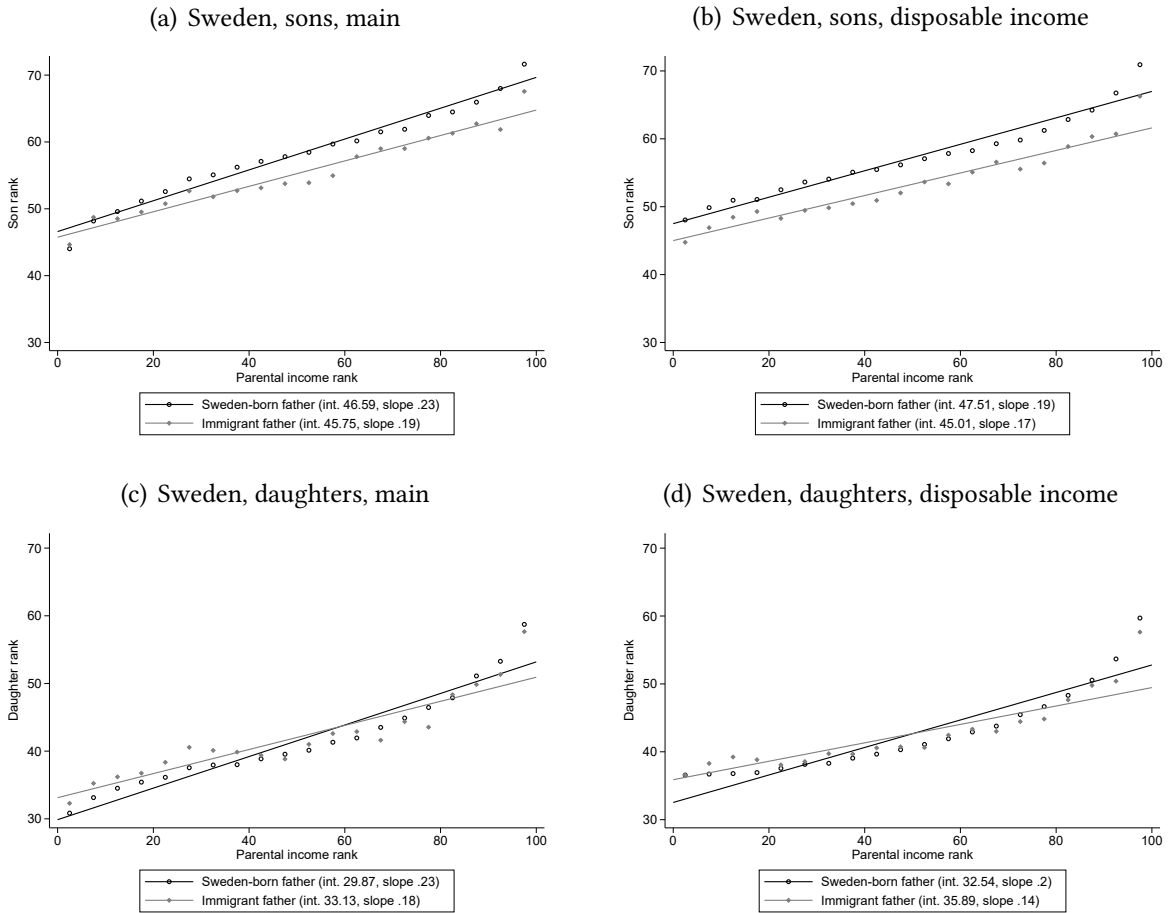 (a) Sweden, sons, main
70
60
50
40
30
Son rank
0 20 40 60 80 100
Parental income rank
Sweden-born father (int. 46.59, slope .23)
Immigrant father (int. 45.75, slope .19)
(b) Sweden, sons, disposable income
70
60
50
40
30
Son rank
0 20 40 60 80 100
Parental income rank
Sweden-born father (int. 47.51, slope .19)
Immigrant father (int. 45.01, slope .17)
(c) Sweden, daughters, main
70
60
50
40
30
Daughter rank
0 20 40 60 80 100
Parental income rank
Sweden-born father (int. 29.87, slope .23)
Immigrant father (int. 33.13, slope .18)
(d) Sweden, daughters, disposable income
70
60
50
40
30
Daughter rank
0 20 40 60 80 100
Parental income rank
Sweden-born father (int. 32.54, slope .2)
Immigrant father (int. 35.89, slope .14)